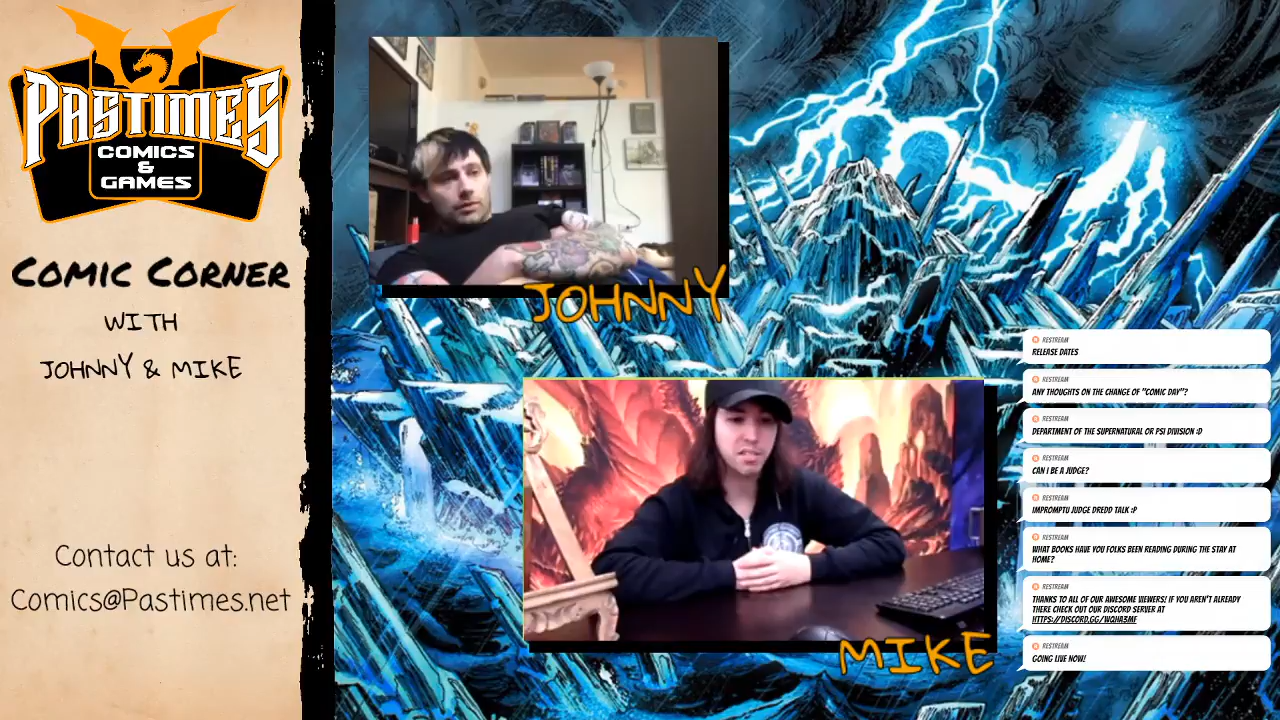 PASTIMES
COMICS
&
GAMES
COMIC CORNER
WITH
JOHNNY & MIKE
Contact us at:
Comics@Pastimes.net
JOHNNY
MIKE
RESTREAM
RELEASE DATES
RESTREAM
ANY THOUGHTS ON THE CHANGE OF "COMIC DAY"?
RESTREAM
DEPARTMENT OF THE SUPERNATURAL OR PSI DIVISION :D
RESTREAM
CAN I BE A JUDGE?
RESTREAM
IMPROMPTU JUDGE DREDD TALK :P
RESTREAM
WHAT BOOKS HAVE YOU FOLKS BEEN READING DURING THE STAY AT
HOME?
RESTREAM
THANKS TO ALL OF OUR AWESOME VIEWERS! IF YOU AREN'T ALREADY
THERE CHECK OUT OUR DISCORD SERVER AT
HTTPS://DISCORD.GG/WQHA3MF
RESTREAM
GOING LIVE NOW!